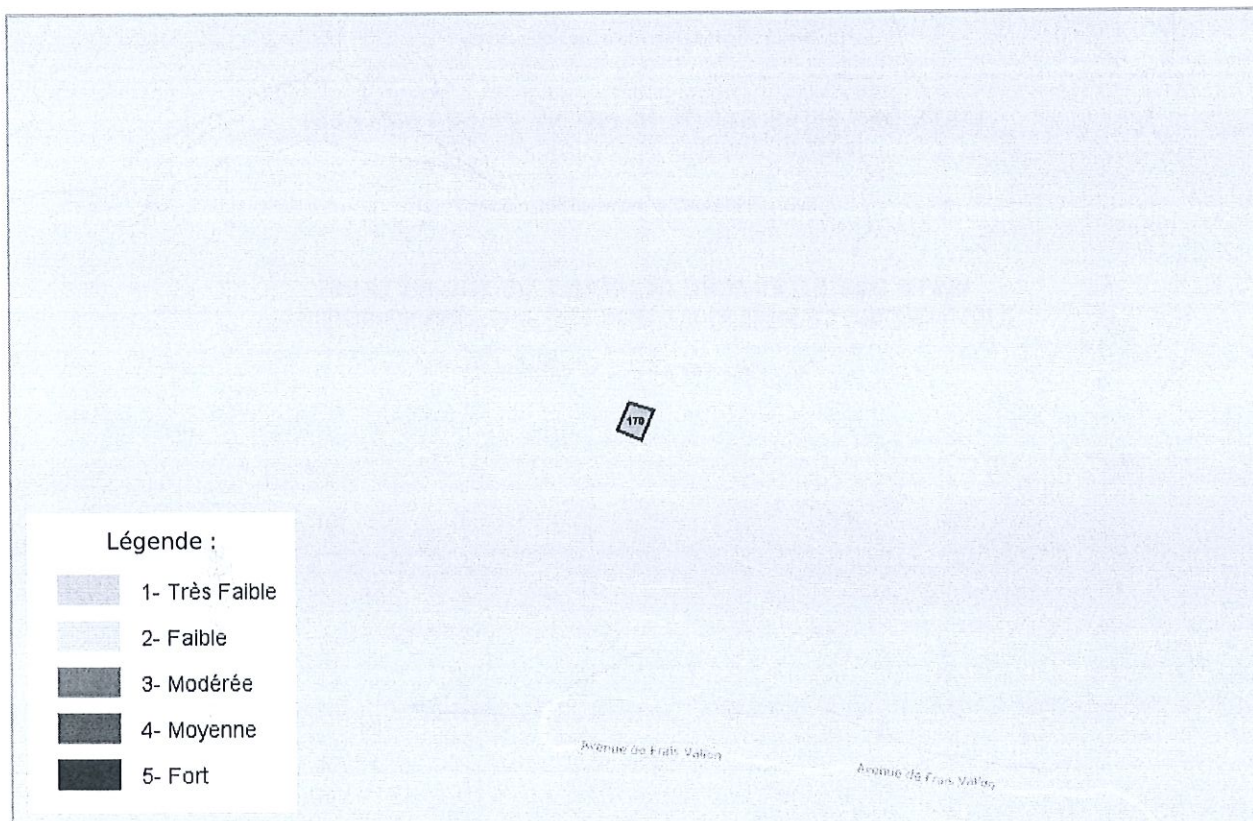 170
Légende :
1- Très Faible
2- Faible
3- Modérée
4- Moyenne
5- Fort
Avenue de Frais Vallon
Avenue de Frais Vallon